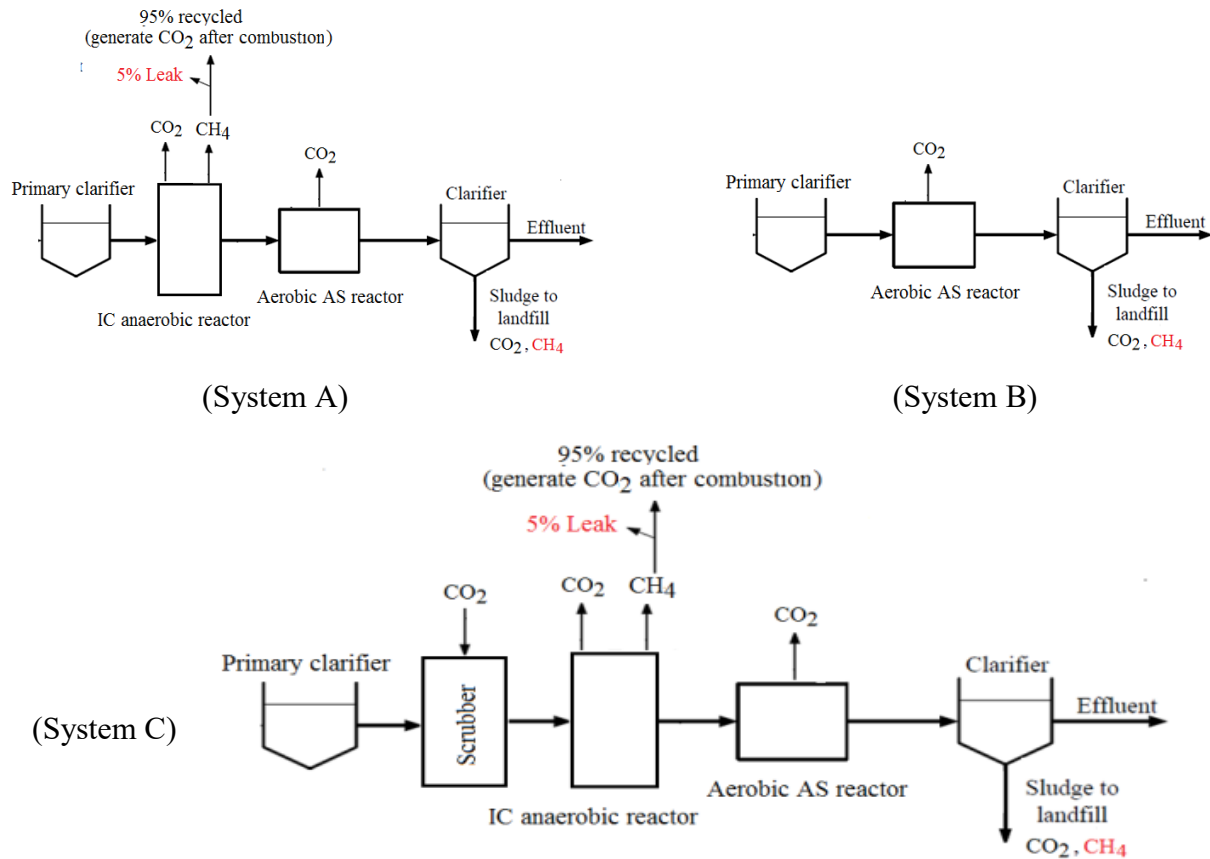 95% recycled
(generate CO2 after combustion)
5% Leak
CO2 CH4
CO2
Primary clarifier
Clarifier
Effluent
IC anaerobic reactor
Aerobic AS reactor
Sludge to
landfill
CO2, CH4
(System A)
CO2
Primary clarifier
Clarifier
Effluent
Aerobic AS reactor
Sludge to
landfill
CO2, CH4
(System B)
95% recycled
(generate CO2 after combustion)
5% Leak
CO2
CO2 CH4
CO2
Primary clarifier
Scrubber
Clarifier
Effluent
(System C)
IC anaerobic reactor
Aerobic AS reactor
Sludge to
landfill
CO2, CH4